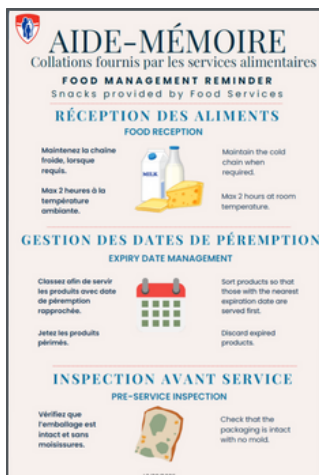 AIDE-MÉMOIRE
Collations fournis par les services alimentaires
FOOD MANAGEMENT REMINDER
Snacks provided by Food Services
RÉCEPTION DES ALIMENTS
FOOD RECEPTION
Maintenez la chaîne
froide, lorsque
requis.
Max 2 heures à la
température
ambiante.
MILK
Maintain the cold
chain when
required.
Max 2 hours at room
temperature.
GESTION DES DATES DE PÉREMPTION
EXPIRY DATE MANAGEMENT
Classez afin de servir
les produits avec date
de péremption
rapprochée.
Jetez les produits
périmés.
Sort products so that
those with the nearest
expiration date are
served first.
Discard expired
products.
INSPECTION AVANT SERVICE
PRE-SERVICE INSPECTION
Vérifiez que
l'emballage est
intact et sans
moisissures.
Check that the
packaging is intact
with no mold.